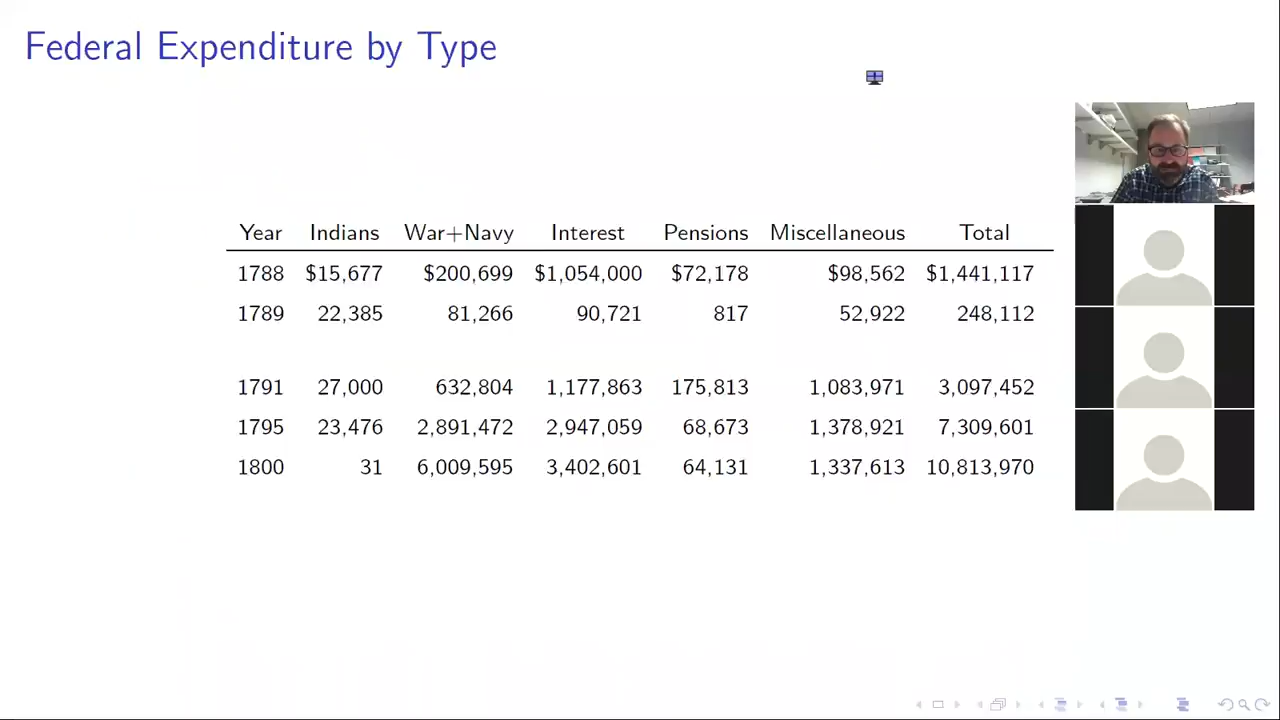 Federal Expenditure by Type
Year Indians War+Navy Interest Pensions Miscellaneous Total
1788 $15,677 $200,699 $1,054,000 $72,178 $98,562 $1,441,117
1789 22,385 81,266 90,721 817 52,922 248,112
1791 27,000 632,804 1,177,863 175,813 1,083,971 3,097,452
1795 23,476 2,891,472 2,947,059 68,673 1,378,921 7,309,601
1800 31 6,009,595 3,402,601 64,131 1,337,613 10,813,970